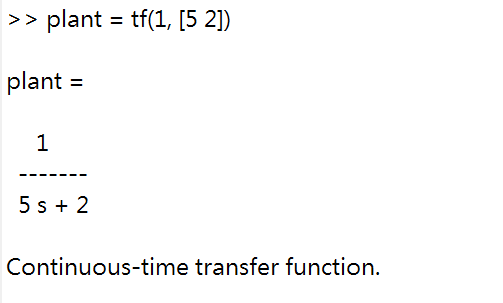 >> plant = tf(1, [5 2])
plant =
1
-------
5 s + 2
Continuous-time transfer function.